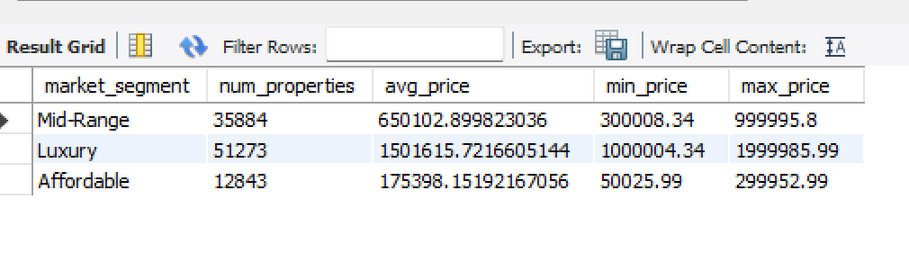 Result Grid Filter Rows: Export: Wrap Cell Content:
market_segment num_properties avg_price min_price max_price
Mid-Range 35884 650102.899823036 300008.34 999995.8
Luxury 51273 1501615.7216605144 1000004.34 1999985.99
Affordable 12843 175398.15192167056 50025.99 299952.99